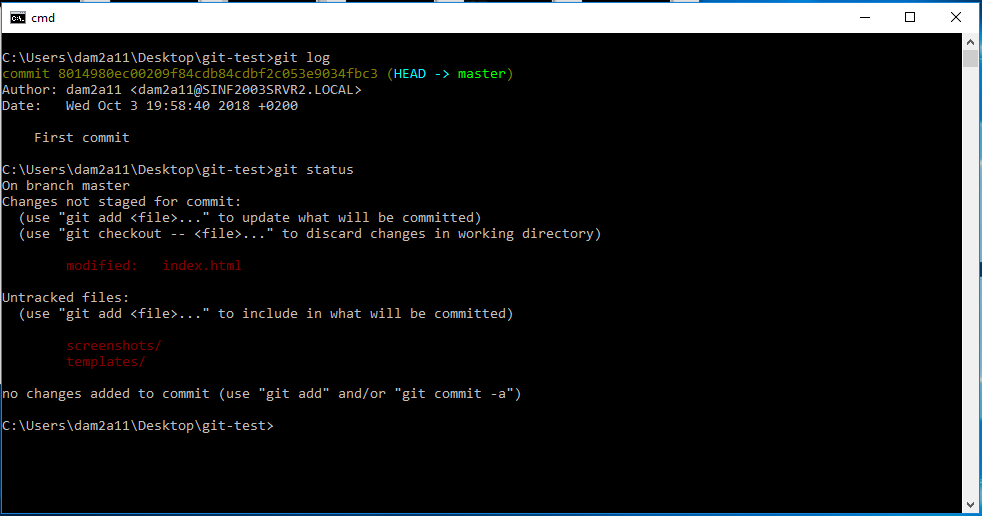 cmd
C:\Users\dam2a11\Desktop\git-test>git log
commit 8014980ec00209f84cdb84cdbf2c053e9034fbc3 (HEAD -> master)
Author: dam2a11 <dam2a11@SINF2003SRVR2.LOCAL>
Date:   Wed Oct 3 19:58:40 2018 +0200
    First commit
C:\Users\dam2a11\Desktop\git-test>git status
On branch master
Changes not staged for commit:
  (use "git add <file>..." to update what will be committed)
  (use "git checkout -- <file>..." to discard changes in working directory)
        modified:   index.html
Untracked files:
  (use "git add <file>..." to include in what will be committed)
        screenshots/
        templates/
no changes added to commit (use "git add" and/or "git commit -a")
C:\Users\dam2a11\Desktop\git-test>